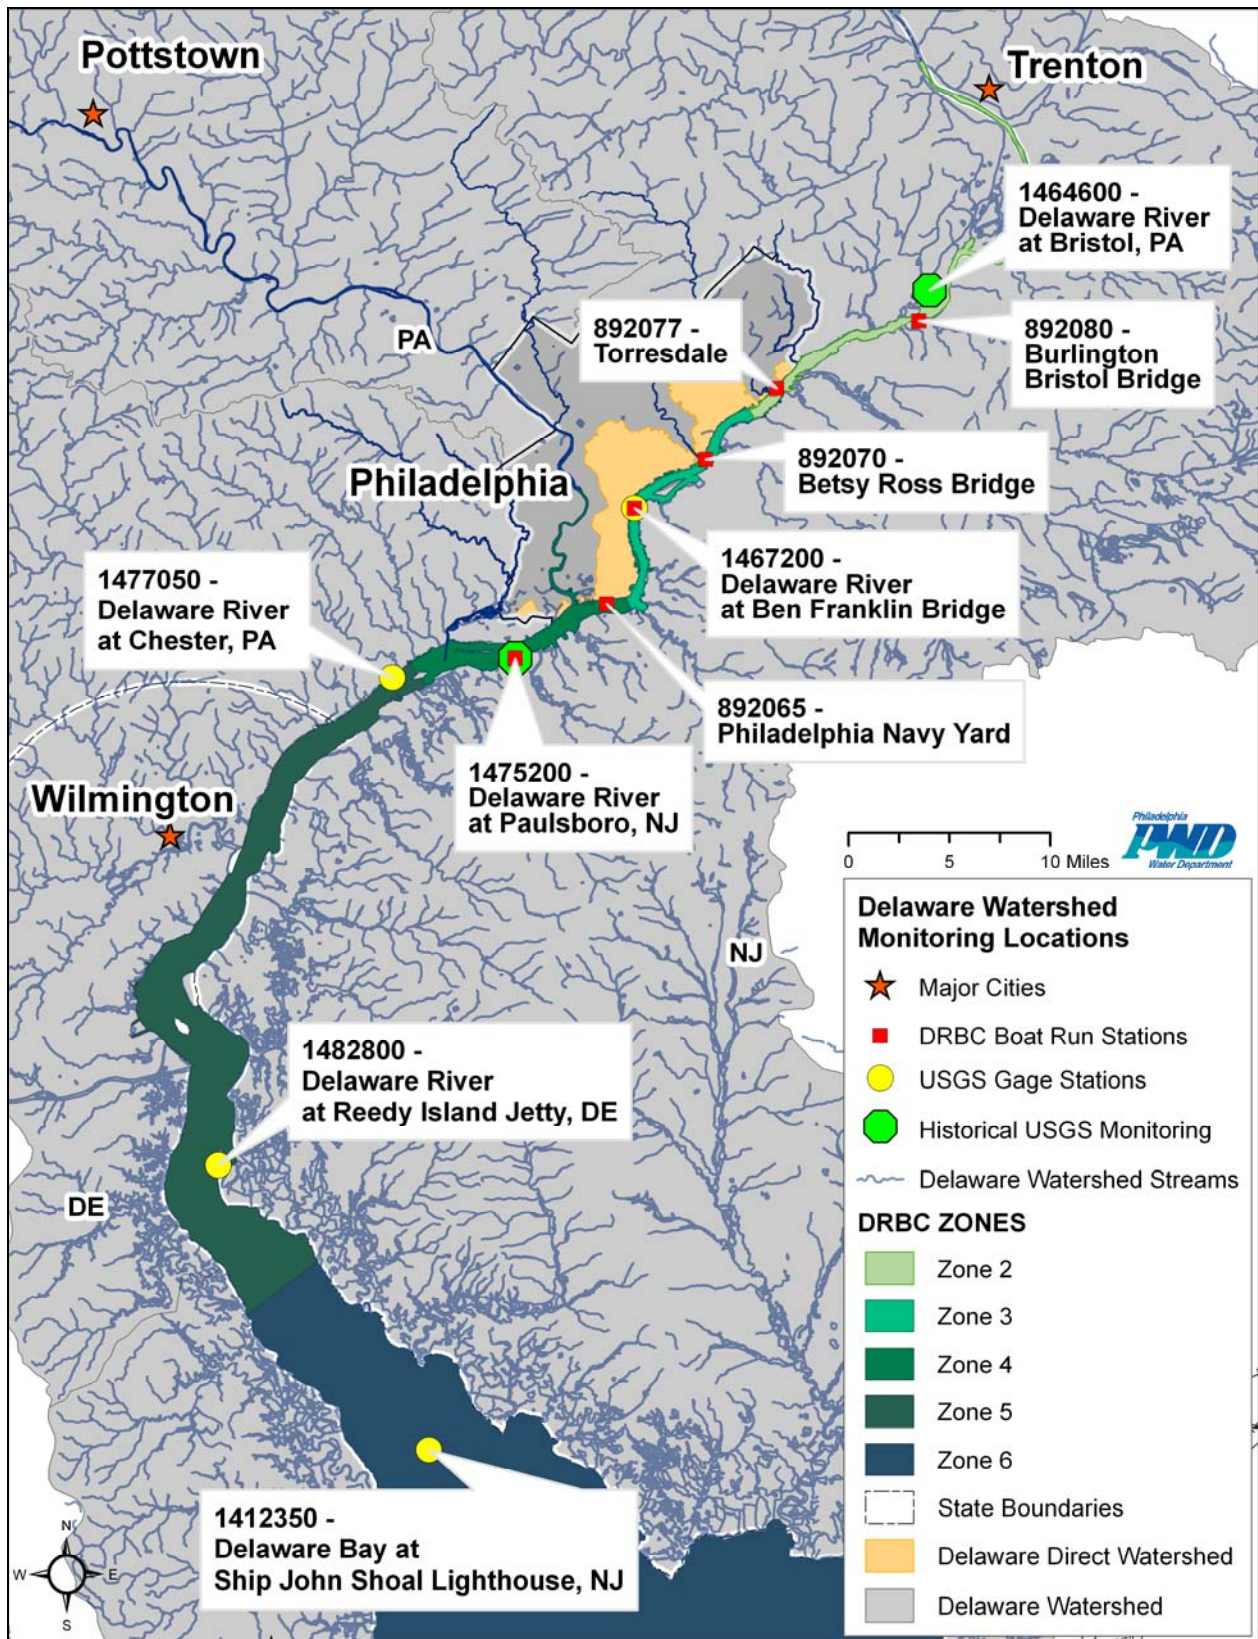 Pottstown
Trenton
1464600 -
Delaware River
at Bristol, PA
PA
892077 -
Torresdale
892080 -
Burlington
Bristol Bridge
Philadelphia
892070 -
Betsy Ross Bridge
1477050 -
Delaware River
at Chester, PA
1467200 -
Delaware River
at Ben Franklin Bridge
892065 -
Philadelphia Navy Yard
Wilmington
1475200 -
Delaware River
at Paulsboro, NJ
Philadelphia
PWD
Water Department
0 5 10 Miles
NJ
1482800 -
Delaware River
at Reedy Island Jetty, DE
DE
1412350 -
Delaware Bay at
Ship John Shoal Lighthouse, NJ
N
W E
S
Delaware Watershed
Monitoring Locations
Major Cities
DRBC Boat Run Stations
USGS Gage Stations
Historical USGS Monitoring
Delaware Watershed Streams
DRBC ZONES
Zone 2
Zone 3
Zone 4
Zone 5
Zone 6
State Boundaries
Delaware Direct Watershed
Delaware Watershed